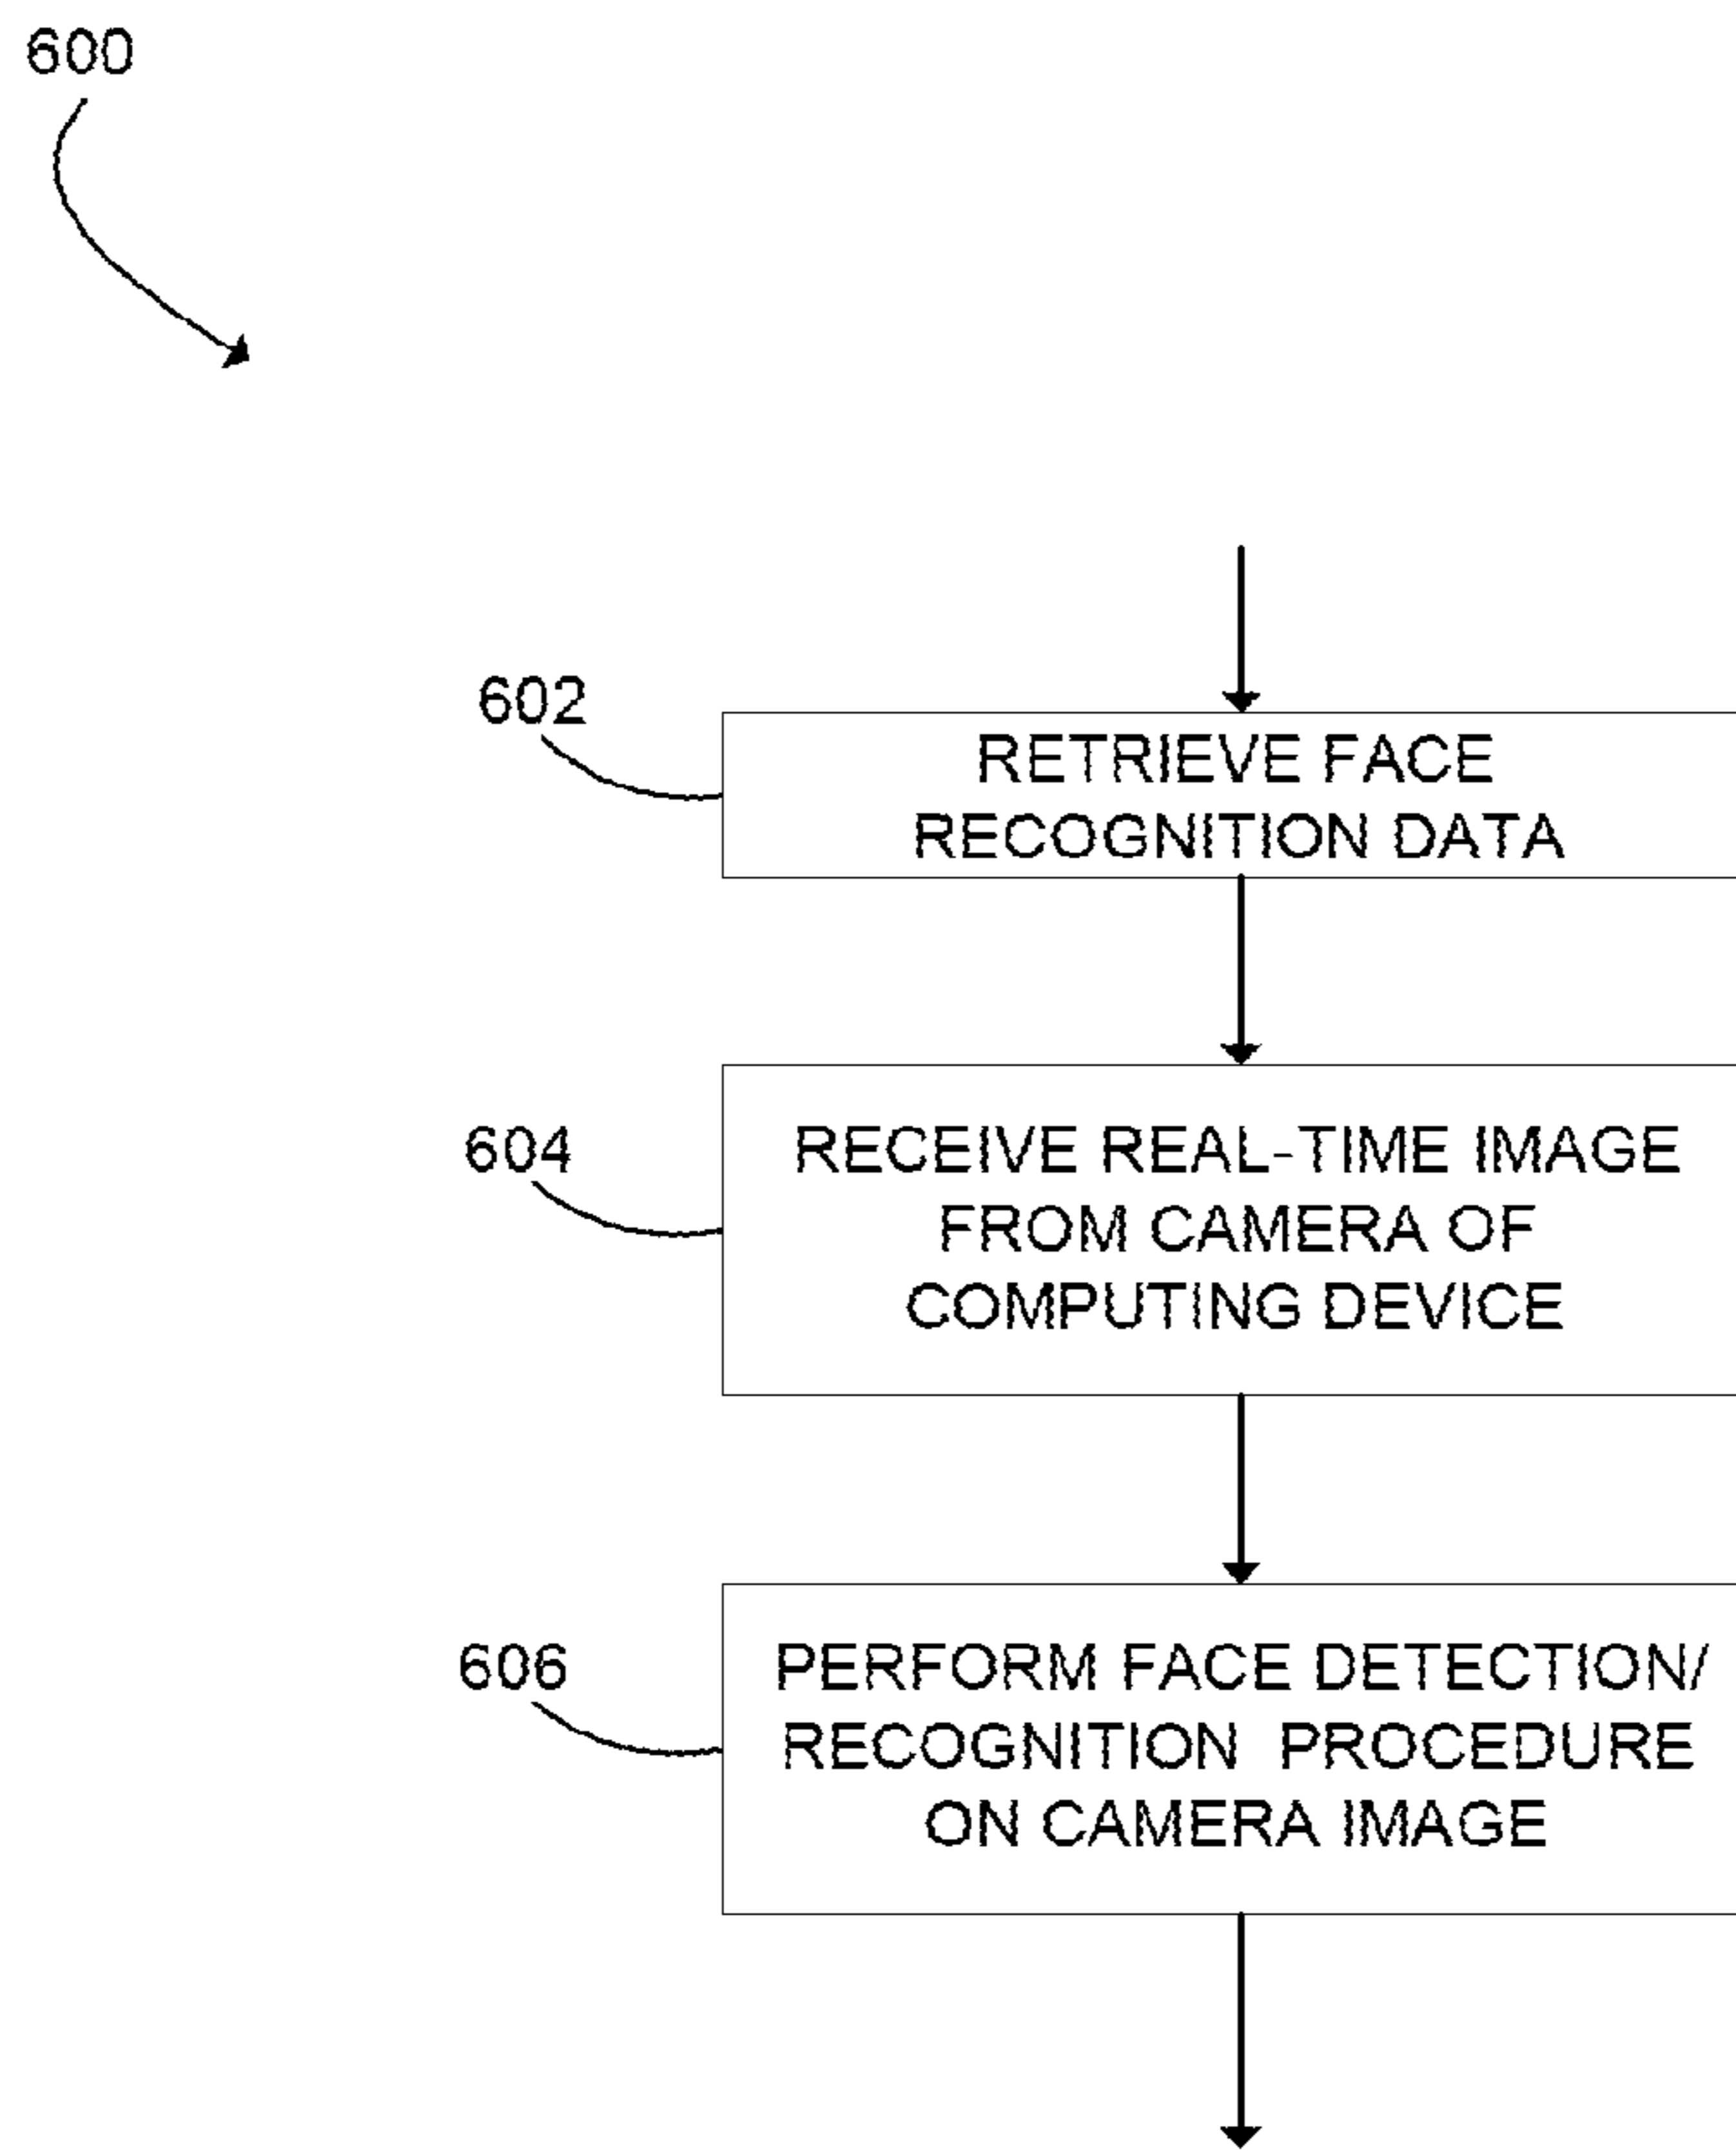 600
602
RETRIEVE FACE
RECOGNITION DATA
604
RECEIVE REAL-TIME IMAGE
FROM CAMERA OF
COMPUTING DEVICE
606
PERFORM FACE DETECTION/
RECOGNITION PROCEDURE
ON CAMERA IMAGE